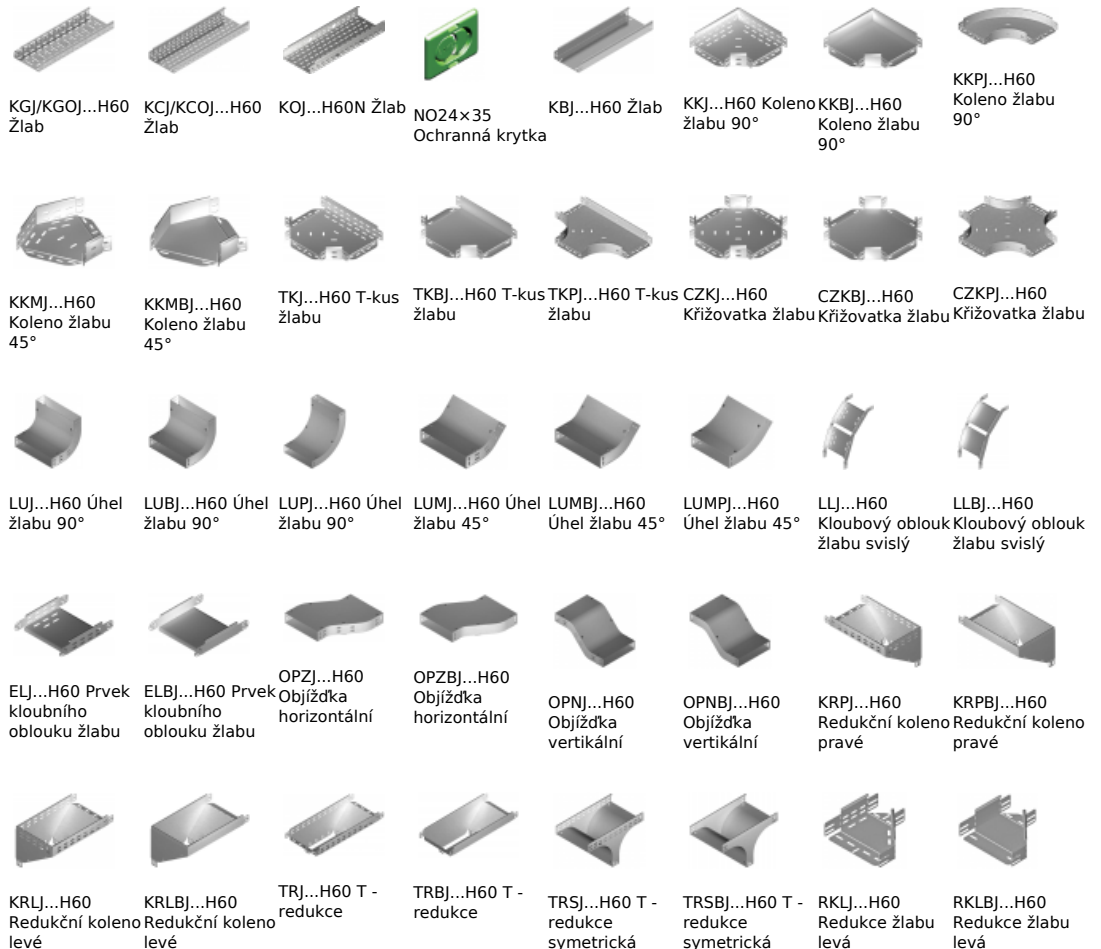 KGJ/KGOJ...H60
Žlab
KCJ/KCOJ...H60
Žlab
KOJ...H60N Žlab
NO24×35
Ochranná krytka
KBJ...H60 Žlab
KKJ...H60 Koleno
žlabu 90°
KKBJ...H60
Koleno žlabu
90°
KKPJ...H60
Koleno žlabu
90°
KKMJ...H60
Koleno žlabu
45°
KKMBJ...H60
Koleno žlabu
45°
TKJ...H60 T-kus
žlabu
TKBJ...H60 T-kus
žlabu
TKPJ...H60 T-kus
žlabu
CZKJ...H60
Křižovatka žlabu
CZKBJ...H60
Křižovatka žlabu
CZKPJ...H60
Křižovatka žlabu
LUJ...H60 Úhel
žlabu 90°
LUBJ...H60 Úhel
žlabu 90°
LUPJ...H60 Úhel
žlabu 90°
LUMJ...H60 Úhel
žlabu 45°
LUMBJ...H60
Úhel žlabu 45°
LUMPJ...H60
Úhel žlabu 45°
LLJ...H60
Kloubový oblouk
žlabu svislý
LLBJ...H60
Kloubový oblouk
žlabu svislý
ELJ...H60 Prvek
kloubního
oblouku žlabu
ELBJ...H60 Prvek
kloubního
oblouku žlabu
OPZJ...H60
Objížďka
horizontální
OPZBJ...H60
Objížďka
horizontální
OPNJ...H60
Objížďka
vertikální
OPNBJ...H60
Objížďka
vertikální
KRPJ...H60
Redukční koleno
pravé
KRPBJ...H60
Redukční koleno
pravé
KRLJ...H60
Redukční koleno
levé
KRLBJ...H60
Redukční koleno
levé
TRJ...H60 T -
redukce
TRBJ...H60 T -
redukce
TRSJ...H60 T -
redukce
symetrická
TRSBJ...H60 T -
redukce
symetrická
RKLJ...H60
Redukce žlabu
levá
RKLBJ...H60
Redukce žlabu
levá